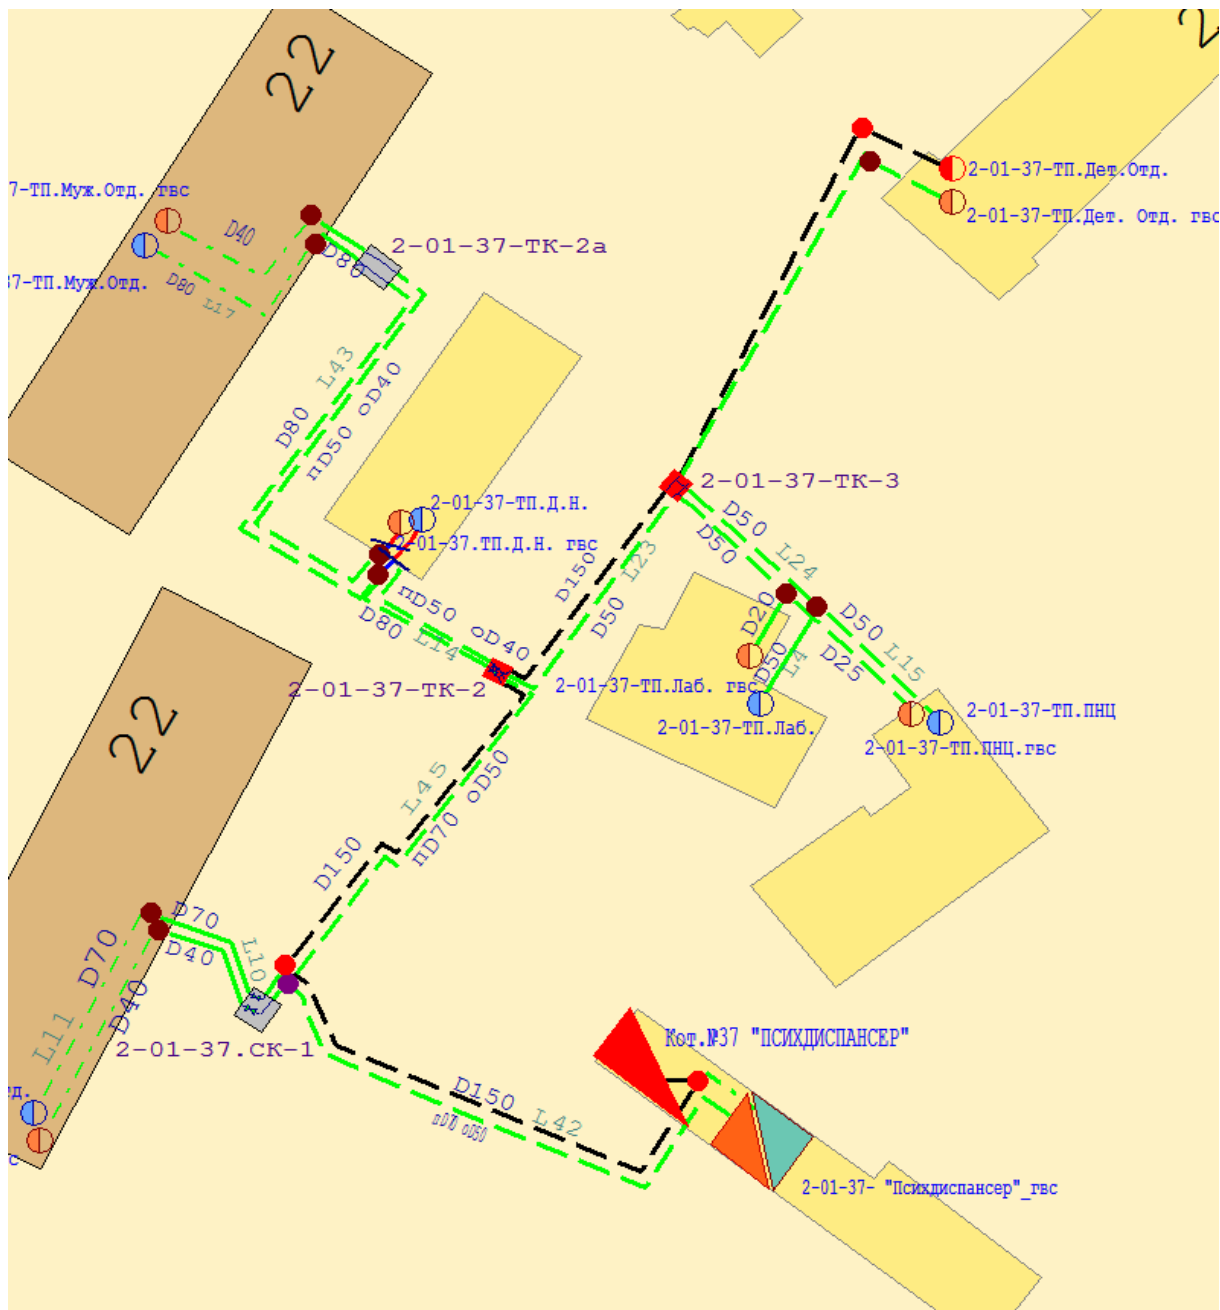 22
2
2-01-37-ТП.Дет.Отд.
7-ТП.Муж.Отд. гвс
2-01-37-ТП.Дет. Отд. гвс
D40
2-01-37-ТК-2а
D80
37-ТП.Муж.Отд.
D80 L17
L43
D80
пD50 оD40
2-01-37-ТК-3
2-01-37-ТП.Д.Н.
D50
2-01-37.ТП.Д.Н. гвс
D50
L24
D150
L23
D50
пD50 оD40
D80 L14
D20
D50 L15
D50 L4
D25
2-01-37-ТК-2
2-01-37-ТП.Лаб. гвс
2-01-37-ТП.ПНЦ
2-01-37-ТП.Лаб.
2-01-37-ТП.ПНЦ.гвс
22
L45
пD70 оD50
D150
D70
D40
L10
D70
D40
L11
2-01-37.СК-1
Кот.№37 "ПСИХДИСПАНСЕР"
D150 L42
пD70 оD50
тд.
2-01-37- "Психдиспансер"_гвс
с